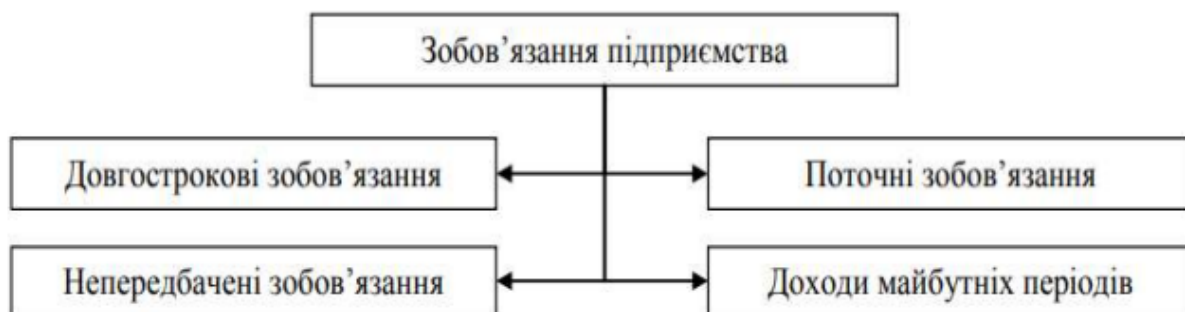 Зобов’язання підприємства
Довгострокові зобов’язання
Поточні зобов’язання
Непередбачені зобов’язання
Доходи майбутніх періодів